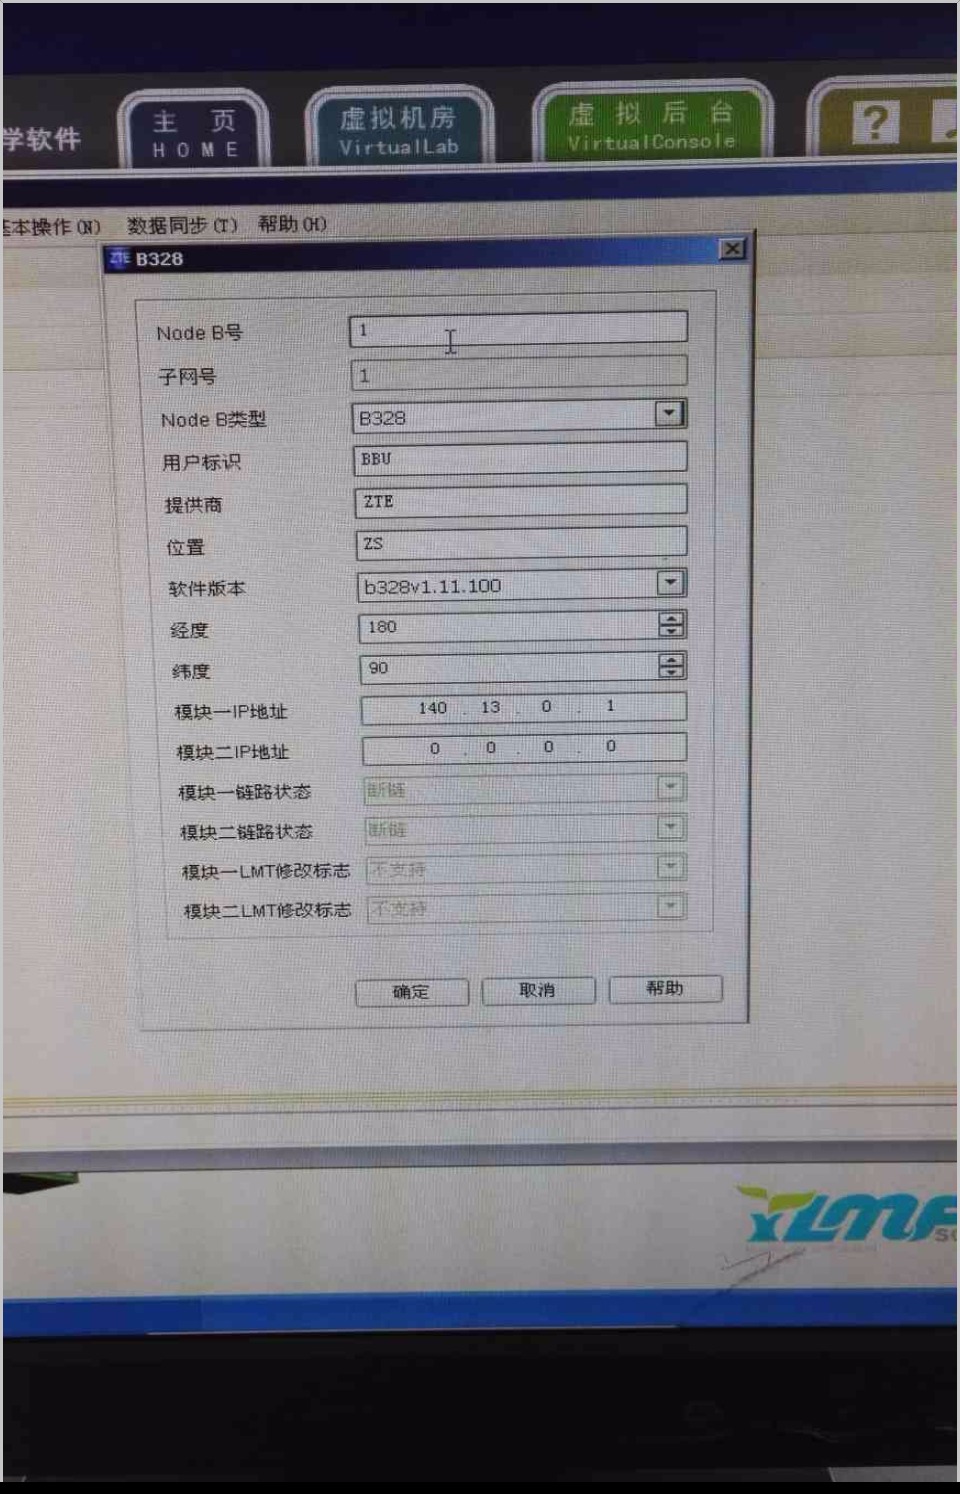 学软件
主 页
HOME
虚拟机房
VirtualLab
虚拟后台
VirtualConsole
?
基本操作(N) 数据同步(T) 帮助(H)
ZTE B328
Node B号 1
子网号 1
Node B类型 B328
用户标识 BBU
提供商 ZTE
位置 ZS
软件版本 b328v1.11.100
经度 180
纬度 90
模块一IP地址 140 . 13 . 0 . 1
模块二IP地址 0 . 0 . 0 . 0
模块一链路状态 断链
模块二链路状态 断链
模块一LMT修改标志 不支持
模块二LMT修改标志 不支持
确定 取消 帮助